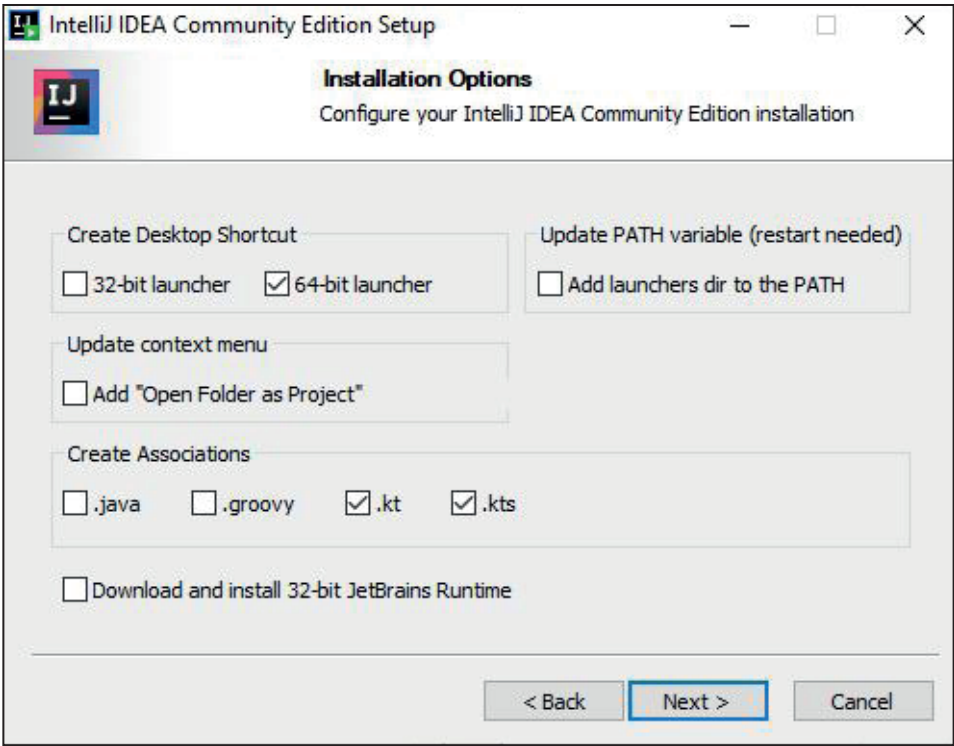 IntelliJ IDEA Community Edition Setup
IJ
Installation Options
Configure your IntelliJ IDEA Community Edition installation
Create Desktop Shortcut
32-bit launcher 64-bit launcher
Update PATH variable (restart needed)
Add launchers dir to the PATH
Update context menu
Add "Open Folder as Project"
Create Associations
.java .groovy .kt .kts
Download and install 32-bit JetBrains Runtime
< Back Next > Cancel